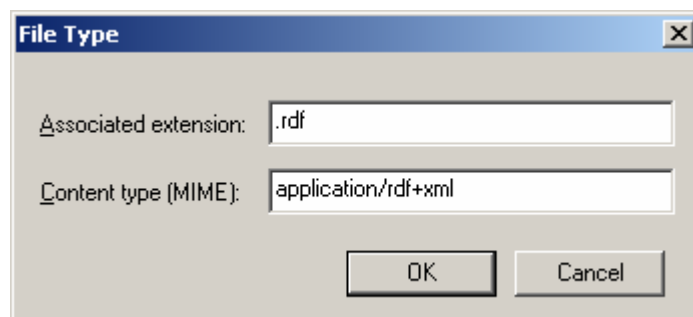 File Type
Associated extension: .rdf
Content type (MIME): application/rdf+xml
OK Cancel